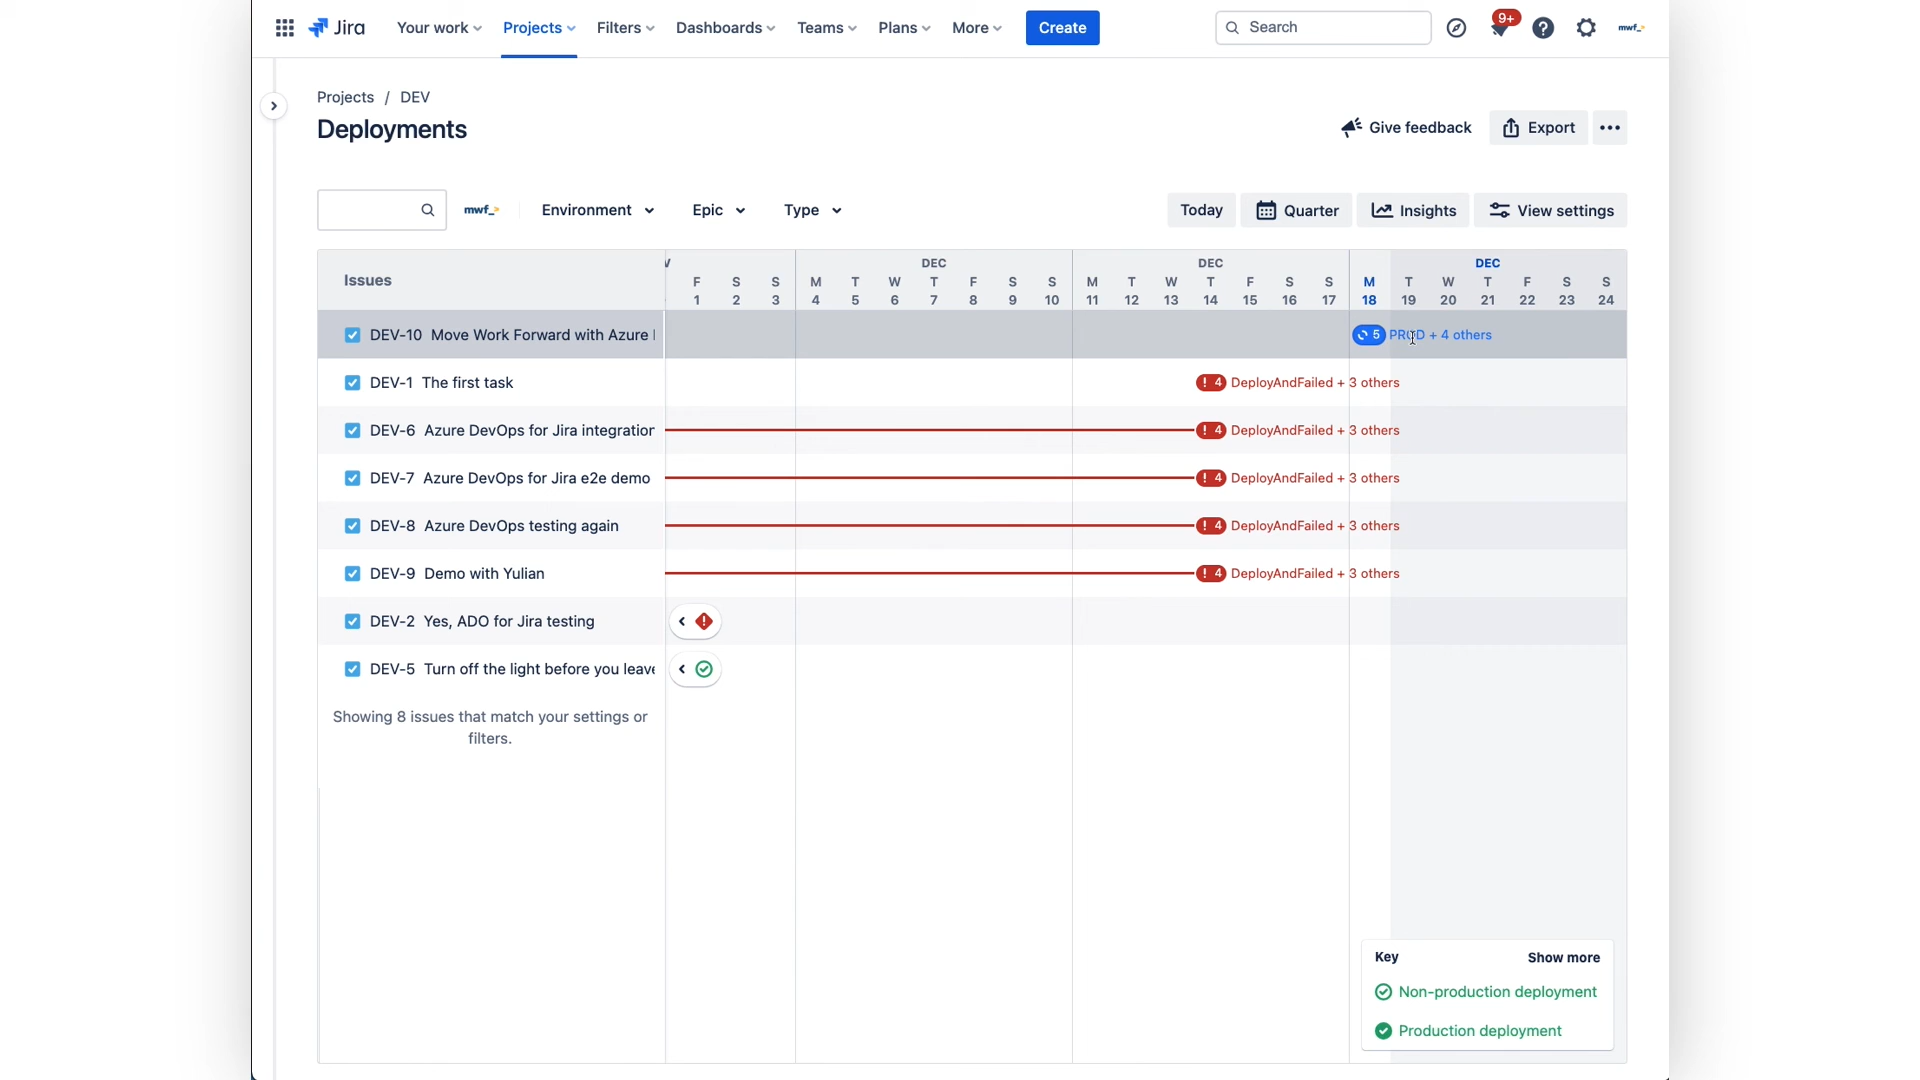 Jira
Your work
Projects
Filters
Dashboards
Teams
Plans
More
Create
Search
9+
mwf_>
Projects / DEV
Deployments
Give feedback
Export
mwf_>
Environment
Epic
Type
Today
Quarter
Insights
View settings
Issues
DEC DEC DEC
F S S M T W T F S S M T W T F S S M T W T F S S
1 2 3 4 5 6 7 8 9 10 11 12 13 14 15 16 17 18 19 20 21 22 23 24
DEV-10 Move Work Forward with Azure
5 PROD + 4 others
DEV-1 The first task
! 4 DeployAndFailed + 3 others
DEV-6 Azure DevOps for Jira integration
! 4 DeployAndFailed + 3 others
DEV-7 Azure DevOps for Jira e2e demo
! 4 DeployAndFailed + 3 others
DEV-8 Azure DevOps testing again
! 4 DeployAndFailed + 3 others
DEV-9 Demo with Yulian
! 4 DeployAndFailed + 3 others
DEV-2 Yes, ADO for Jira testing
DEV-5 Turn off the light before you leave
Showing 8 issues that match your settings or
filters.
Key
Show more
Non-production deployment
Production deployment